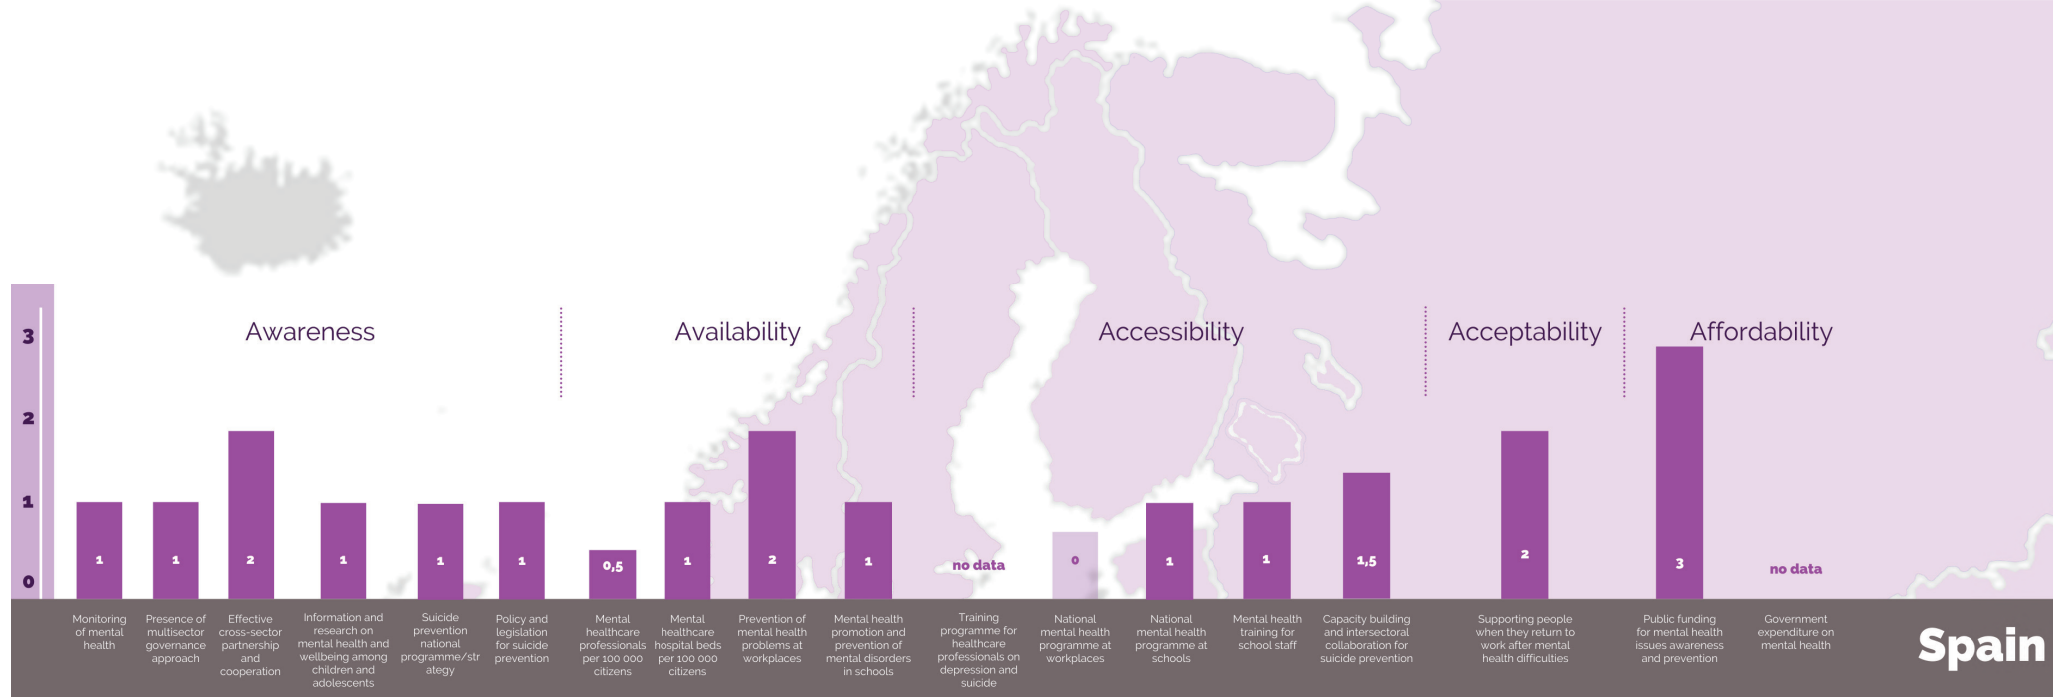 3
2
1
0
Awareness
Availability
Accessibility
Acceptability
Affordability
1
1
2
1
1
1
0,5
1
2
1
no data
0
1
1
1,5
2
3
no data
Monitoring
of mental
health
Presence of
multisector
governance
approach
Effective
cross-sector
partnership
and
cooperation
Information and
research on
mental health and
wellbeing among
children and
adolescents
Suicide
prevention
national
programme/str
ategy
Policy and
legislation
for suicide
prevention
Mental
healthcare
professionals
per 100 000
citizens
Mental
healthcare
hospital beds
per 100 000
citizens
Prevention of
mental health
problems at
workplaces
Mental health
promotion and
prevention of
mental disorders
in schools
Training
programme for
healthcare
professionals on
depression and
suicide
National
mental health
programme at
workplaces
National
mental health
programme at
schools
Mental health
training for
school staff
Capacity building
and intersectoral
collaboration for
suicide prevention
Supporting people
when they return to
work after mental
health difficulties
Public funding
for mental health
issues awareness
and prevention
Government
expenditure on
mental health
Spain